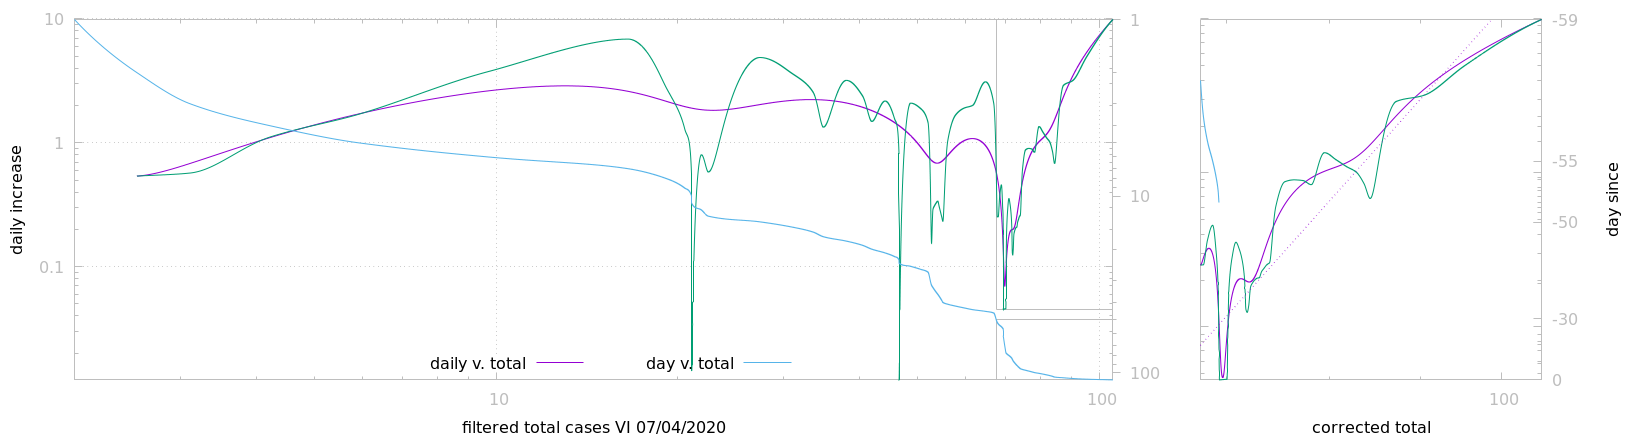 10
1
0.1
daily increase
daily v. total
day v. total
10
100
filtered total cases VI 07/04/2020
1
10
100
100
corrected total
-59
-55
-50
-30
0
day since